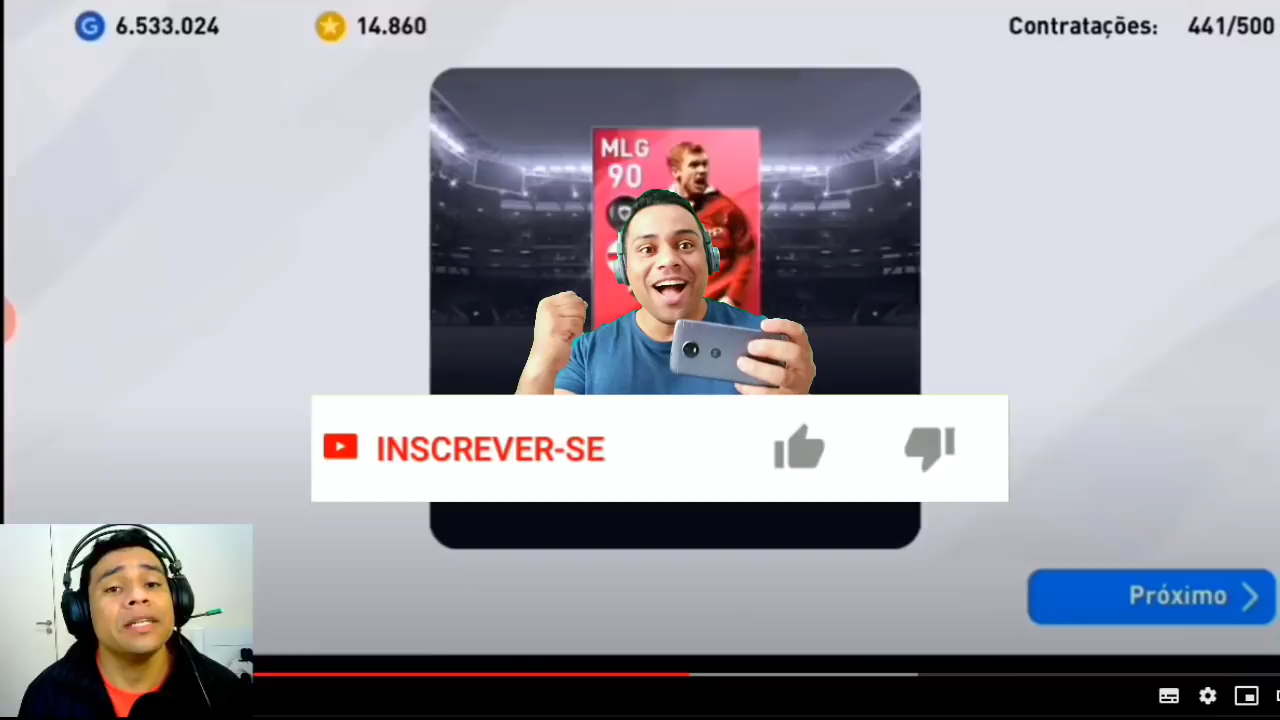 6.533.024 14.860 Contratações: 441/500
MLG
90
INSCREVER-SE
Próximo